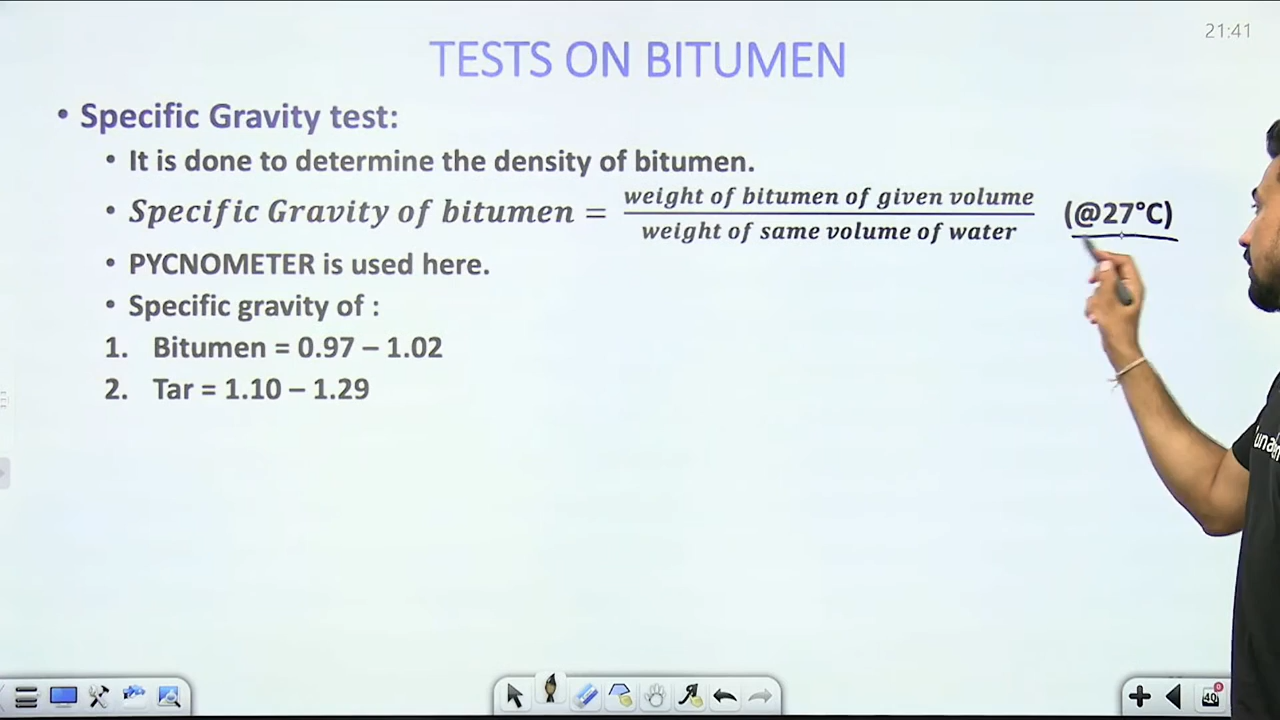 21:41
TESTS ON BITUMEN
• Specific Gravity test:
• It is done to determine the density of bitumen.
• Specific Gravity of bitumen = weight of bitumen of given volume / weight of same volume of water (@27°C)
• PYCNOMETER is used here.
• Specific gravity of :
1. Bitumen = 0.97 – 1.02
2. Tar = 1.10 – 1.29